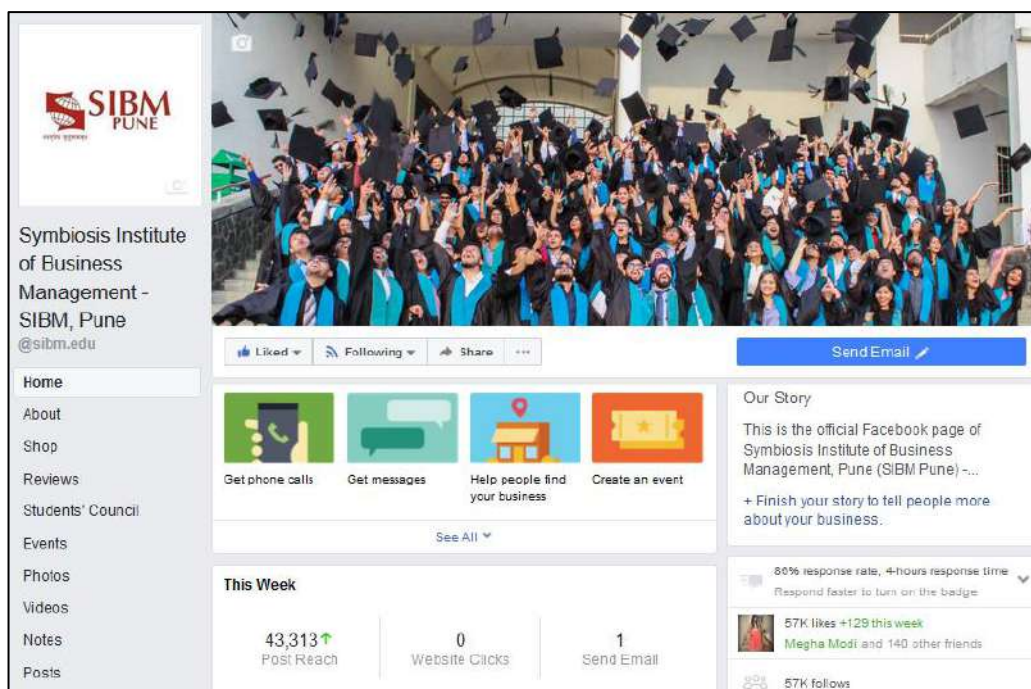 SIBM
PUNE
Symbiosis Institute
of Business
Management -
SIBM, Pune
@sibm.edu
Home
About
Shop
Reviews
Students' Council
Events
Photos
Videos
Notes
Posts
Liked
Following
Share
Send Email
Get phone calls
Get messages
Help people find
your business
Create an event
See All
This Week
43,313
Post Reach
0
Website Clicks
1
Send Email
Our Story
This is the official Facebook page of
Symbiosis Institute of Business
Management, Pune (SIBM Pune) -...
+ Finish your story to tell people more
about your business.
86% response rate, 4-hours response time
Respond faster to turn on the badge
57K likes +129 this week
Megha Modi and 140 other friends
57K follows